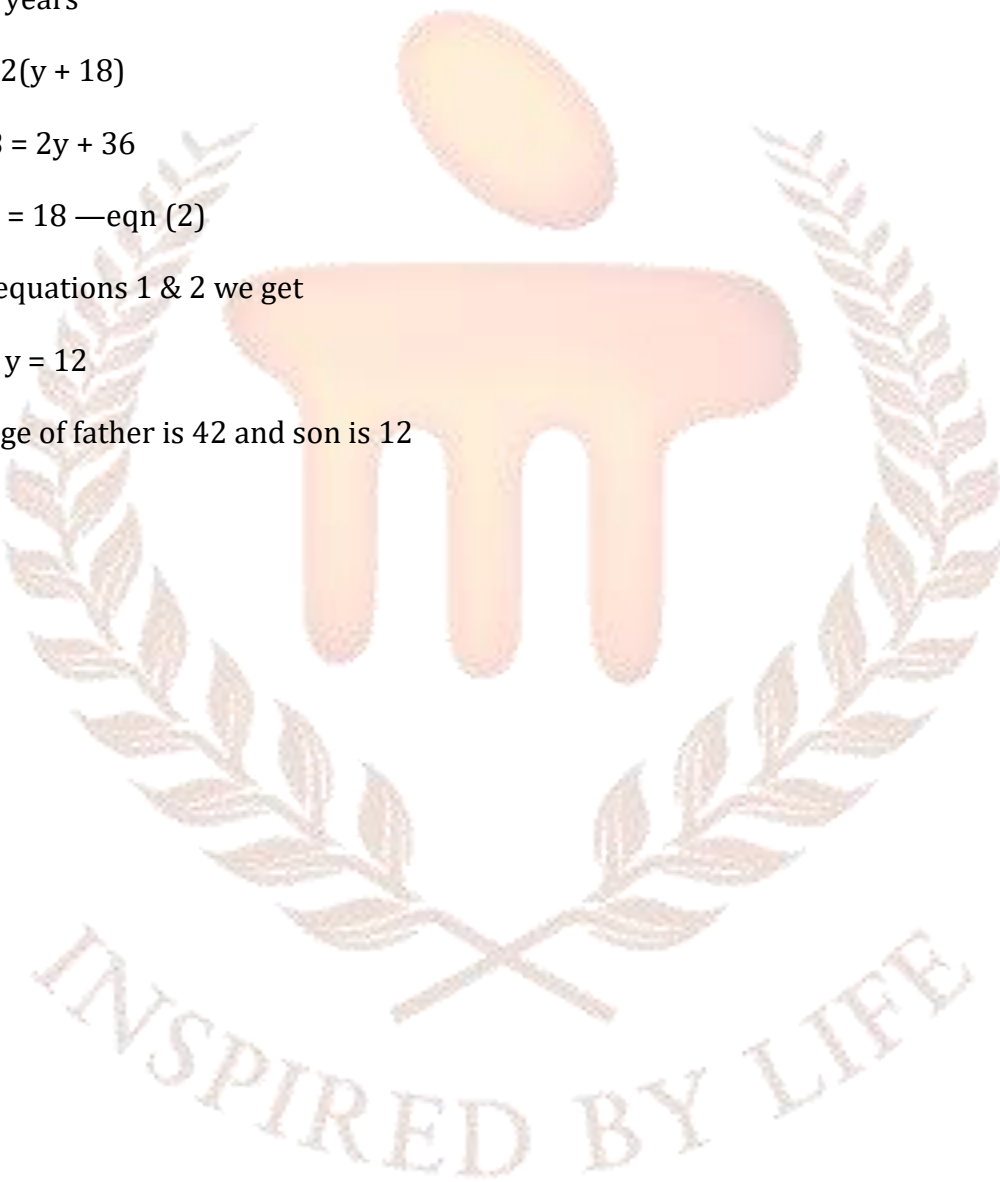 years
2(y + 18)
= 2y + 36
= 18 —eqn (2)
equations 1 & 2 we get
y = 12
ge of father is 42 and son is 12
INSPIRED BY LIFE